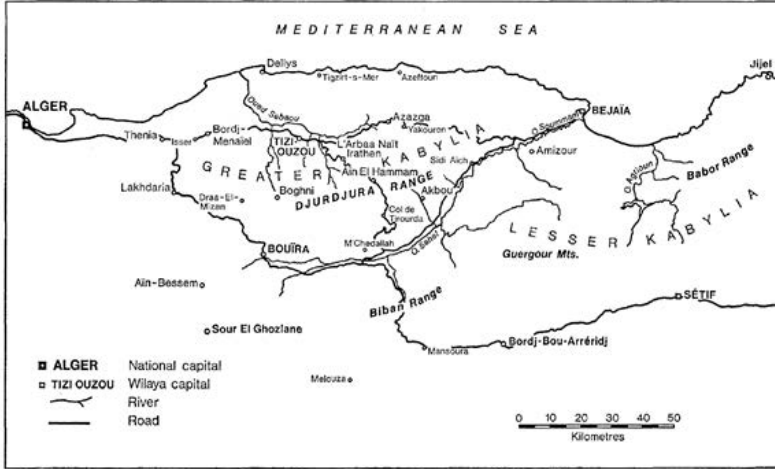 MEDITERRANEAN SEA
Dellys
Tigzirt-s-Mer
Azeffoun
Jijel
ALGER
Oued Sebaou
Azazga
Yakouren
O. Soummam
BEJAÏA
Thenia
Isser
Bordj-
Menaïel
TIZI
OUZOU
L'Arbaa Naït
Irathen
Sidi Aich
Amizour
GREATER KABYLIA
Aïn El Hammam
O. Agrioun
Babor Range
Lakhdaria
Draa-El-
Mizan
Boghni
DJURDJURA RANGE
Akbou
Col de
Tirourda
LESSER KABYLIA
BOUÏRA
M'Chedallah
O. Sahel
Guergour Mts.
Aïn-Bessem
Biban Range
SÉTIF
Sour El Ghozlane
Mansoura
Bordj-Bou-Arréridj
Melouza
ALGER National capital
TIZI OUZOU Wilaya capital
River
Road
0 10 20 30 40 50
Kilometres